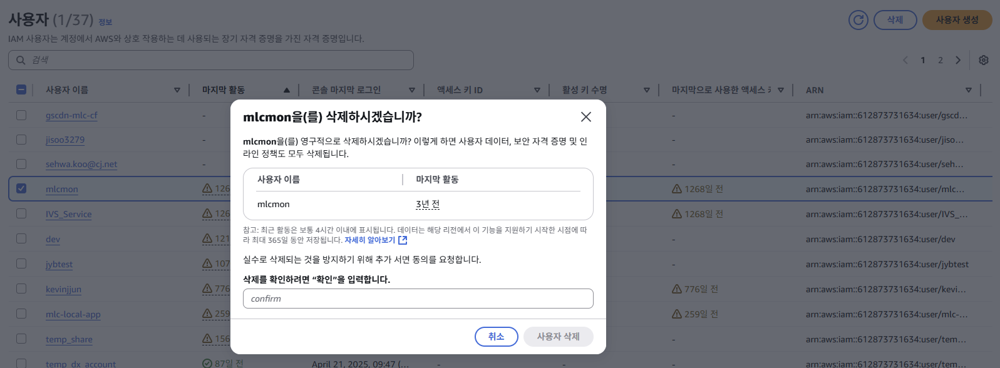 사용자 (1/37) 정보
삭제
사용자 생성
IAM 사용자는 계정에서 AWS와 상호 작용하는 데 사용되는 장기 자격 증명을 가진 자격 증명입니다.
검색
1 2
사용자 이름 마지막 활동 콘솔 마지막 로그인 액세스 키 ID 활성 키 수명 마지막으로 사용한 액세스 ARN
gscdn-mlc-cf - - arn:aws:iam::612873731634:user/gscd...
jisoo3279 - - arn:aws:iam::612873731634:user/jiso...
sehwa.koo@cj.net - - arn:aws:iam::612873731634:user/seh...
mlcmon 126 1268일 전 arn:aws:iam::612873731634:user/mlc...
IVS_Service 126 1268일 전 arn:aws:iam::612873731634:user/IVS_...
dev 121 - arn:aws:iam::612873731634:user/dev
jybtest 107 - arn:aws:iam::612873731634:user/jybtest
kevinjjun 776 776일 전 arn:aws:iam::612873731634:user/kevi...
mlc-local-app 259 259일 전 arn:aws:iam::612873731634:user/mlc-...
temp_share 156 - arn:aws:iam::612873731634:user/tem...
temp_dx_account 87일 전 April 21, 2025, 09:47 (... - - - arn:aws:iam::612873731634:user/tem...
mlcmon을(를) 삭제하시겠습니까?
mlcmon을(를) 영구적으로 삭제하시겠습니까? 이렇게 하면 사용자 데이터, 보안 자격 증명 및 인
라인 정책도 모두 삭제됩니다.
사용자 이름 마지막 활동
mlcmon 3년 전
참고: 최근 활동은 보통 4시간 이내에 표시됩니다. 데이터는 해당 리전에서 이 기능을 지원하기 시작한 시점에 따
라 최대 365일 동안 저장됩니다. 자세히 알아보기
실수로 삭제되는 것을 방지하기 위해 추가 서면 동의를 요청합니다.
삭제를 확인하려면 “확인”을 입력합니다.
confirm
취소 사용자 삭제